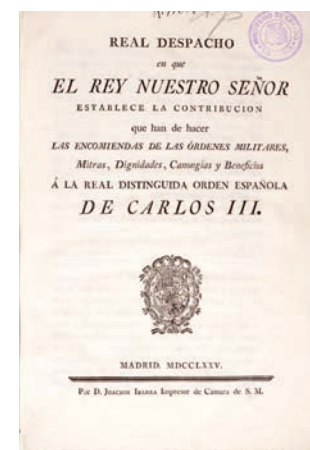 REAL DESPACHO
en que
EL REY NUESTRO SEÑOR
ESTABLECE LA CONTRIBUCION
que han de hacer
LAS ENCOMIENDAS DE LAS ÓRDENES MILITARES,
Mitras, Dignidades, Canongias y Beneficios
Á LA REAL DISTINGUIDA ORDEN ESPAÑOLA
DE CARLOS III.
MADRID. MDCCLXXV.
Por D. Joachin Ibarra Impresor de Cámara de S. M.